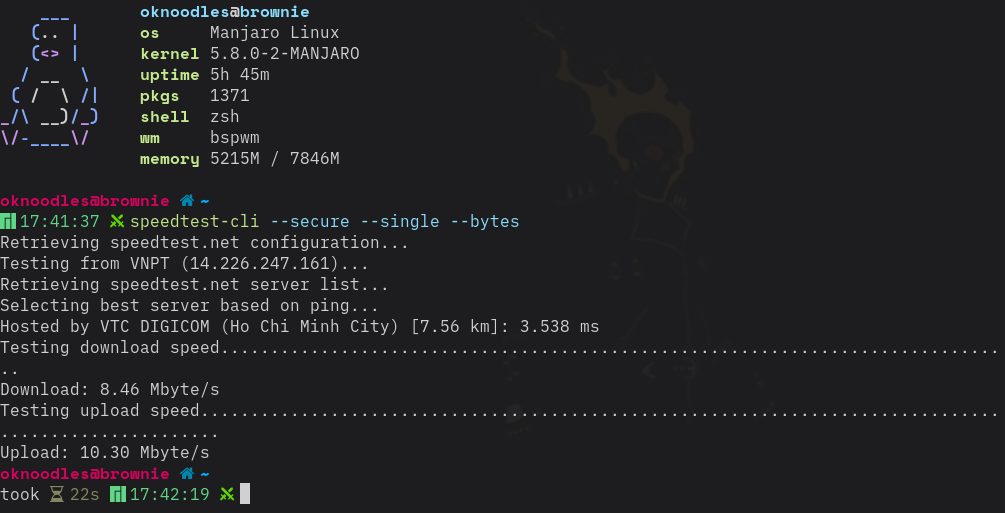 oknoodles@brownie
os Manjaro Linux
kernel 5.8.0-2-MANJARO
uptime 5h 45m
pkgs 1371
shell zsh
wm bspwm
memory 5215M / 7846M
oknoodles@brownie ~
17:41:37 speedtest-cli --secure --single --bytes
Retrieving speedtest.net configuration...
Testing from VNPT (14.226.247.161)...
Retrieving speedtest.net server list...
Selecting best server based on ping...
Hosted by VTC DIGICOM (Ho Chi Minh City) [7.56 km]: 3.538 ms
Testing download speed..............................................................................
..
Download: 8.46 Mbyte/s
Testing upload speed................................................................................
......................
Upload: 10.30 Mbyte/s
oknoodles@brownie ~
took 22s 17:42:19